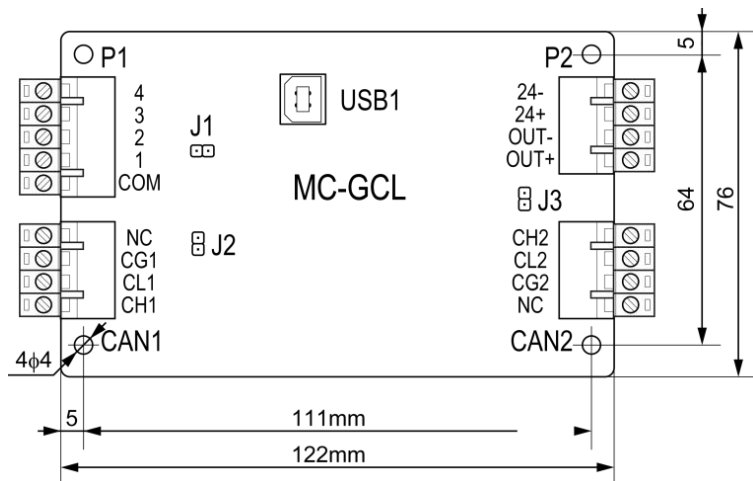 P1
P2
5
4
3
2
1
COM
J1
USB1
24-
24+
OUT-
OUT+
MC-GCL
J3
64
76
NC
CG1
CL1
CH1
J2
CH2
CL2
CG2
NC
CAN1
CAN2
4ϕ4
5
111mm
122mm